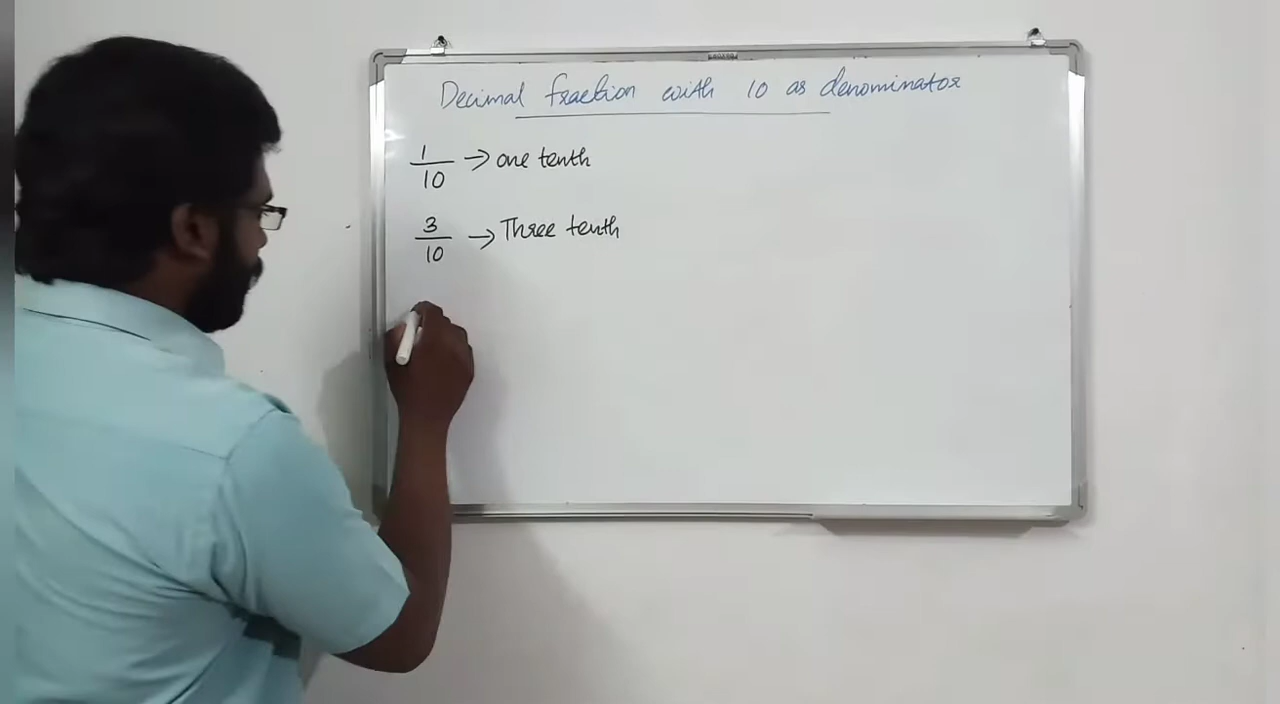 Decimal fraction with 10 as denominator
1/10 → one tenth
3/10 → Three tenth